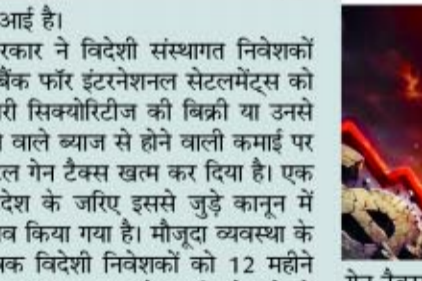 आई है।
रकार ने विदेशी संस्थागत निवेशकों
बैंक फॉर इंटरनेशनल सेटलमेंट्स को
री सिक्योरिटीज की बिक्री या उनसे
वाले ब्याज से होने वाली कमाई पर
ल गेन टैक्स खत्म कर दिया है। एक
देश के जरिए इससे जुड़े कानून में
व किया गया है। मौजूदा व्यवस्था के
क विदेशी निवेशकों को 12 महीने